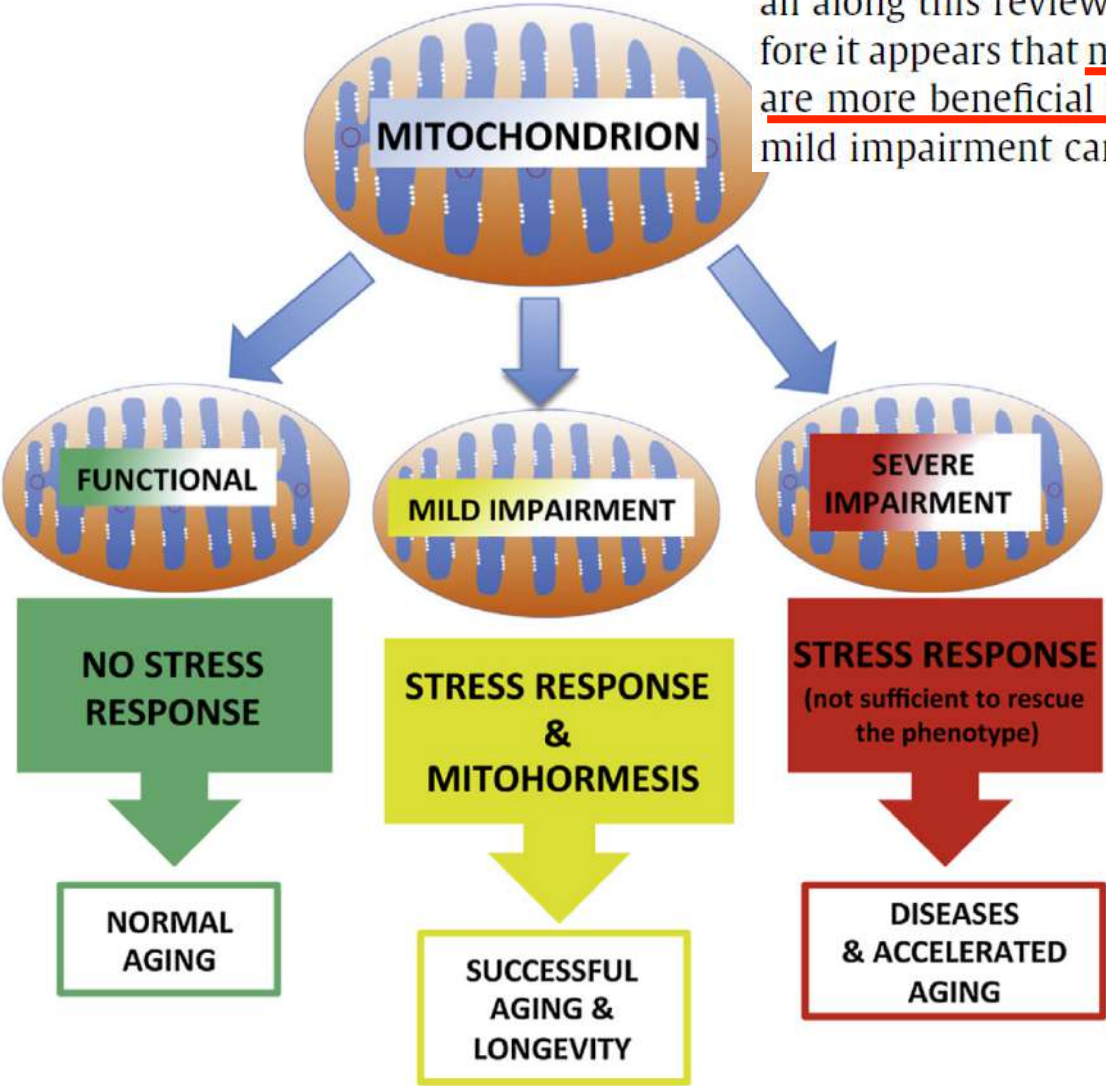 all along this review
fore it appears that
are more beneficial
mild impairment
MITOCHONDRION
FUNCTIONAL
MILD IMPAIRMENT
SEVERE
IMPAIRMENT
NO STRESS
RESPONSE
STRESS RESPONSE
&
MITOHORMESIS
STRESS RESPONSE
(not sufficient to rescue
the phenotype)
NORMAL
AGING
SUCCESSFUL
AGING &
LONGEVITY
DISEASES
& ACCELERATED
AGING